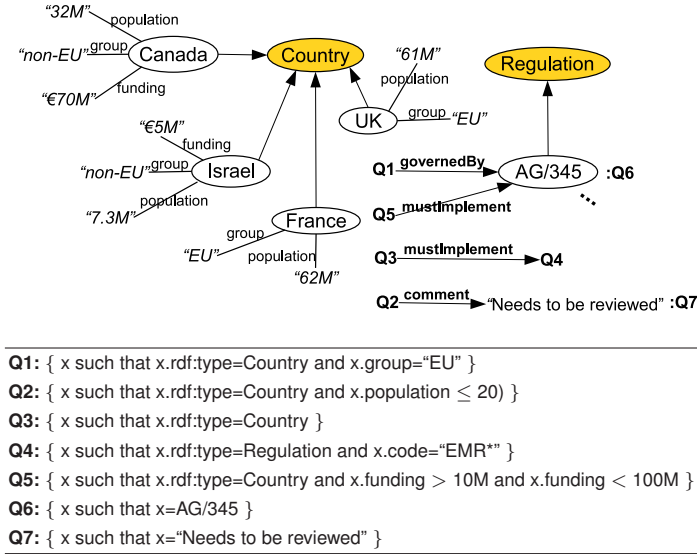 “32M”
population
“non-EU”
group
Canada
Country
“61M”
population
Regulation
“€70M”
funding
UK
group
“EU”
“€5M”
funding
“non-EU”
group
Israel
Q1
governedBy
AG/345
:Q6
population
“7.3M”
Q5
mustImplement
...
France
group
“EU”
population
“62M”
Q3
mustImplement
Q4
Q2
comment
“Needs to be reviewed”
:Q7
Q1: { x such that x.rdf:type=Country and x.group=“EU” }
Q2: { x such that x.rdf:type=Country and x.population ≤ 20) }
Q3: { x such that x.rdf:type=Country }
Q4: { x such that x.rdf:type=Regulation and x.code=“EMR*” }
Q5: { x such that x.rdf:type=Country and x.funding > 10M and x.funding < 100M }
Q6: { x such that x=AG/345 }
Q7: { x such that x=“Needs to be reviewed” }